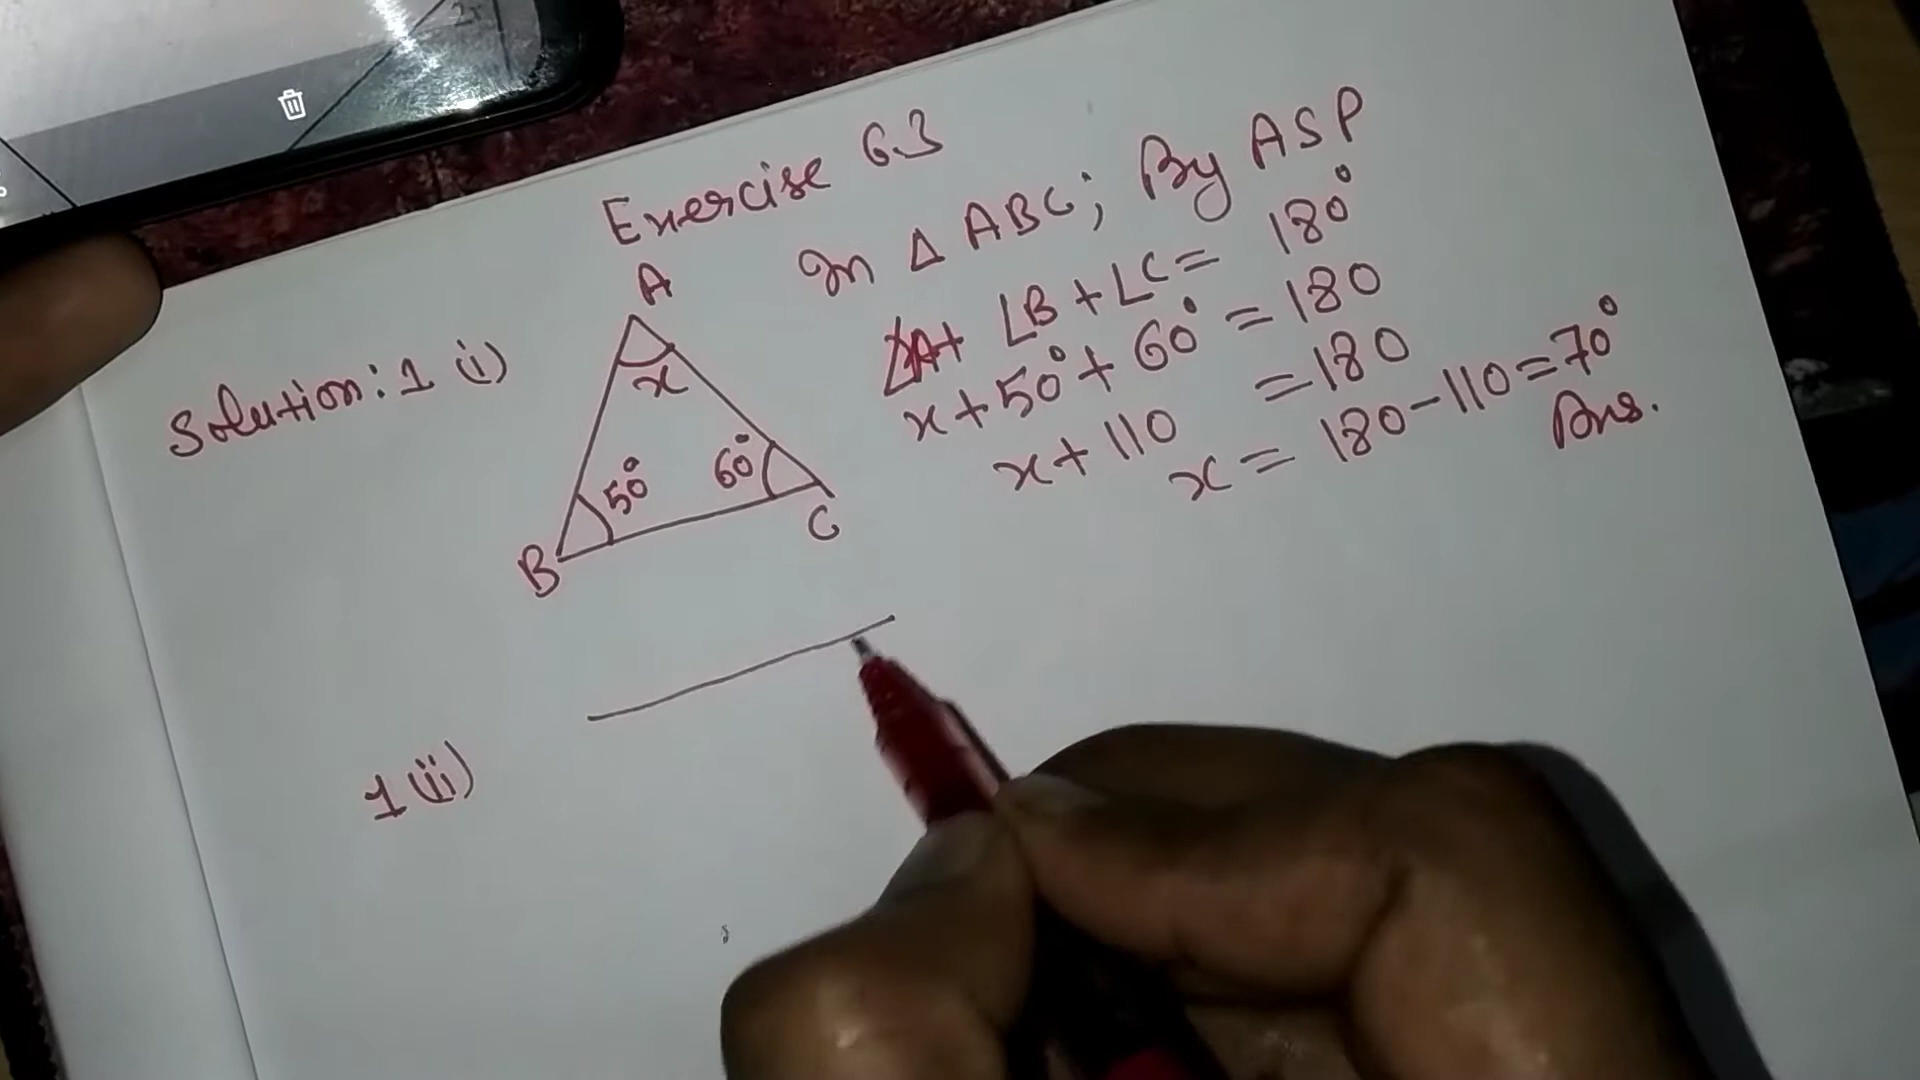 Exercise 6.3
Solution: 1 (i)
A
x
50°
60°
B
C
In Δ ABC; By ASP
∠A+ ∠B + ∠C = 180°
x + 50° + 60° = 180
x + 110 = 180
x = 180 - 110 = 70°
Ans.
1 (ii)